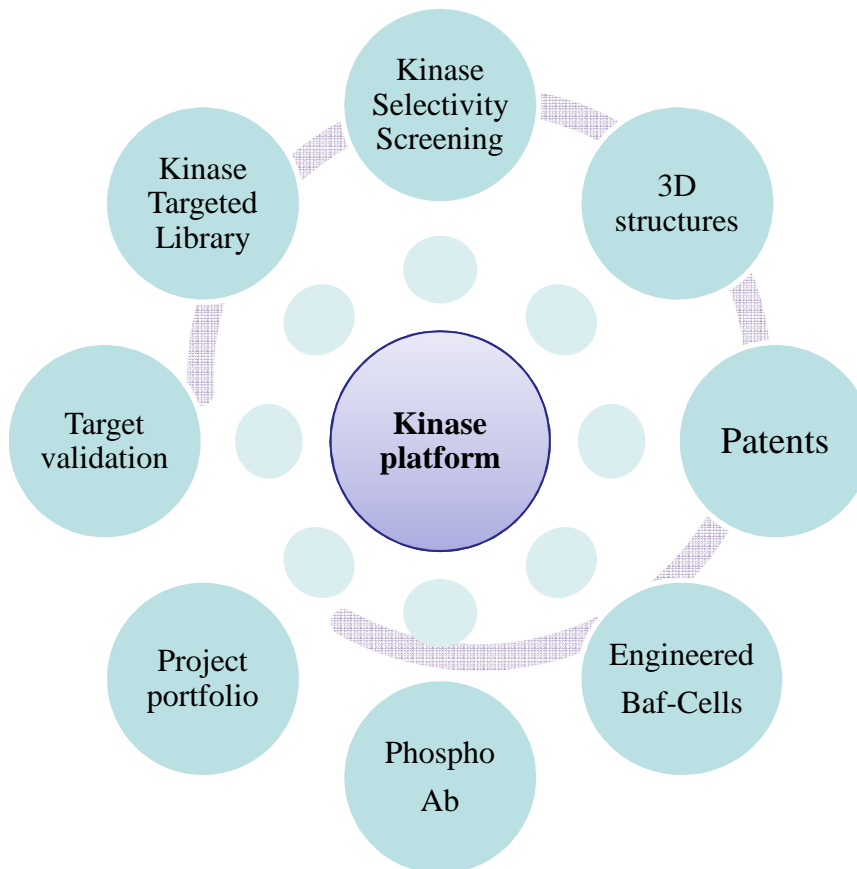 Kinase
Selectivity
Screening
3D
structures
Patents
Engineered
Baf-Cells
Phospho
Ab
Project
portfolio
Target
validation
Kinase
Targeted
Library
Kinase
platform